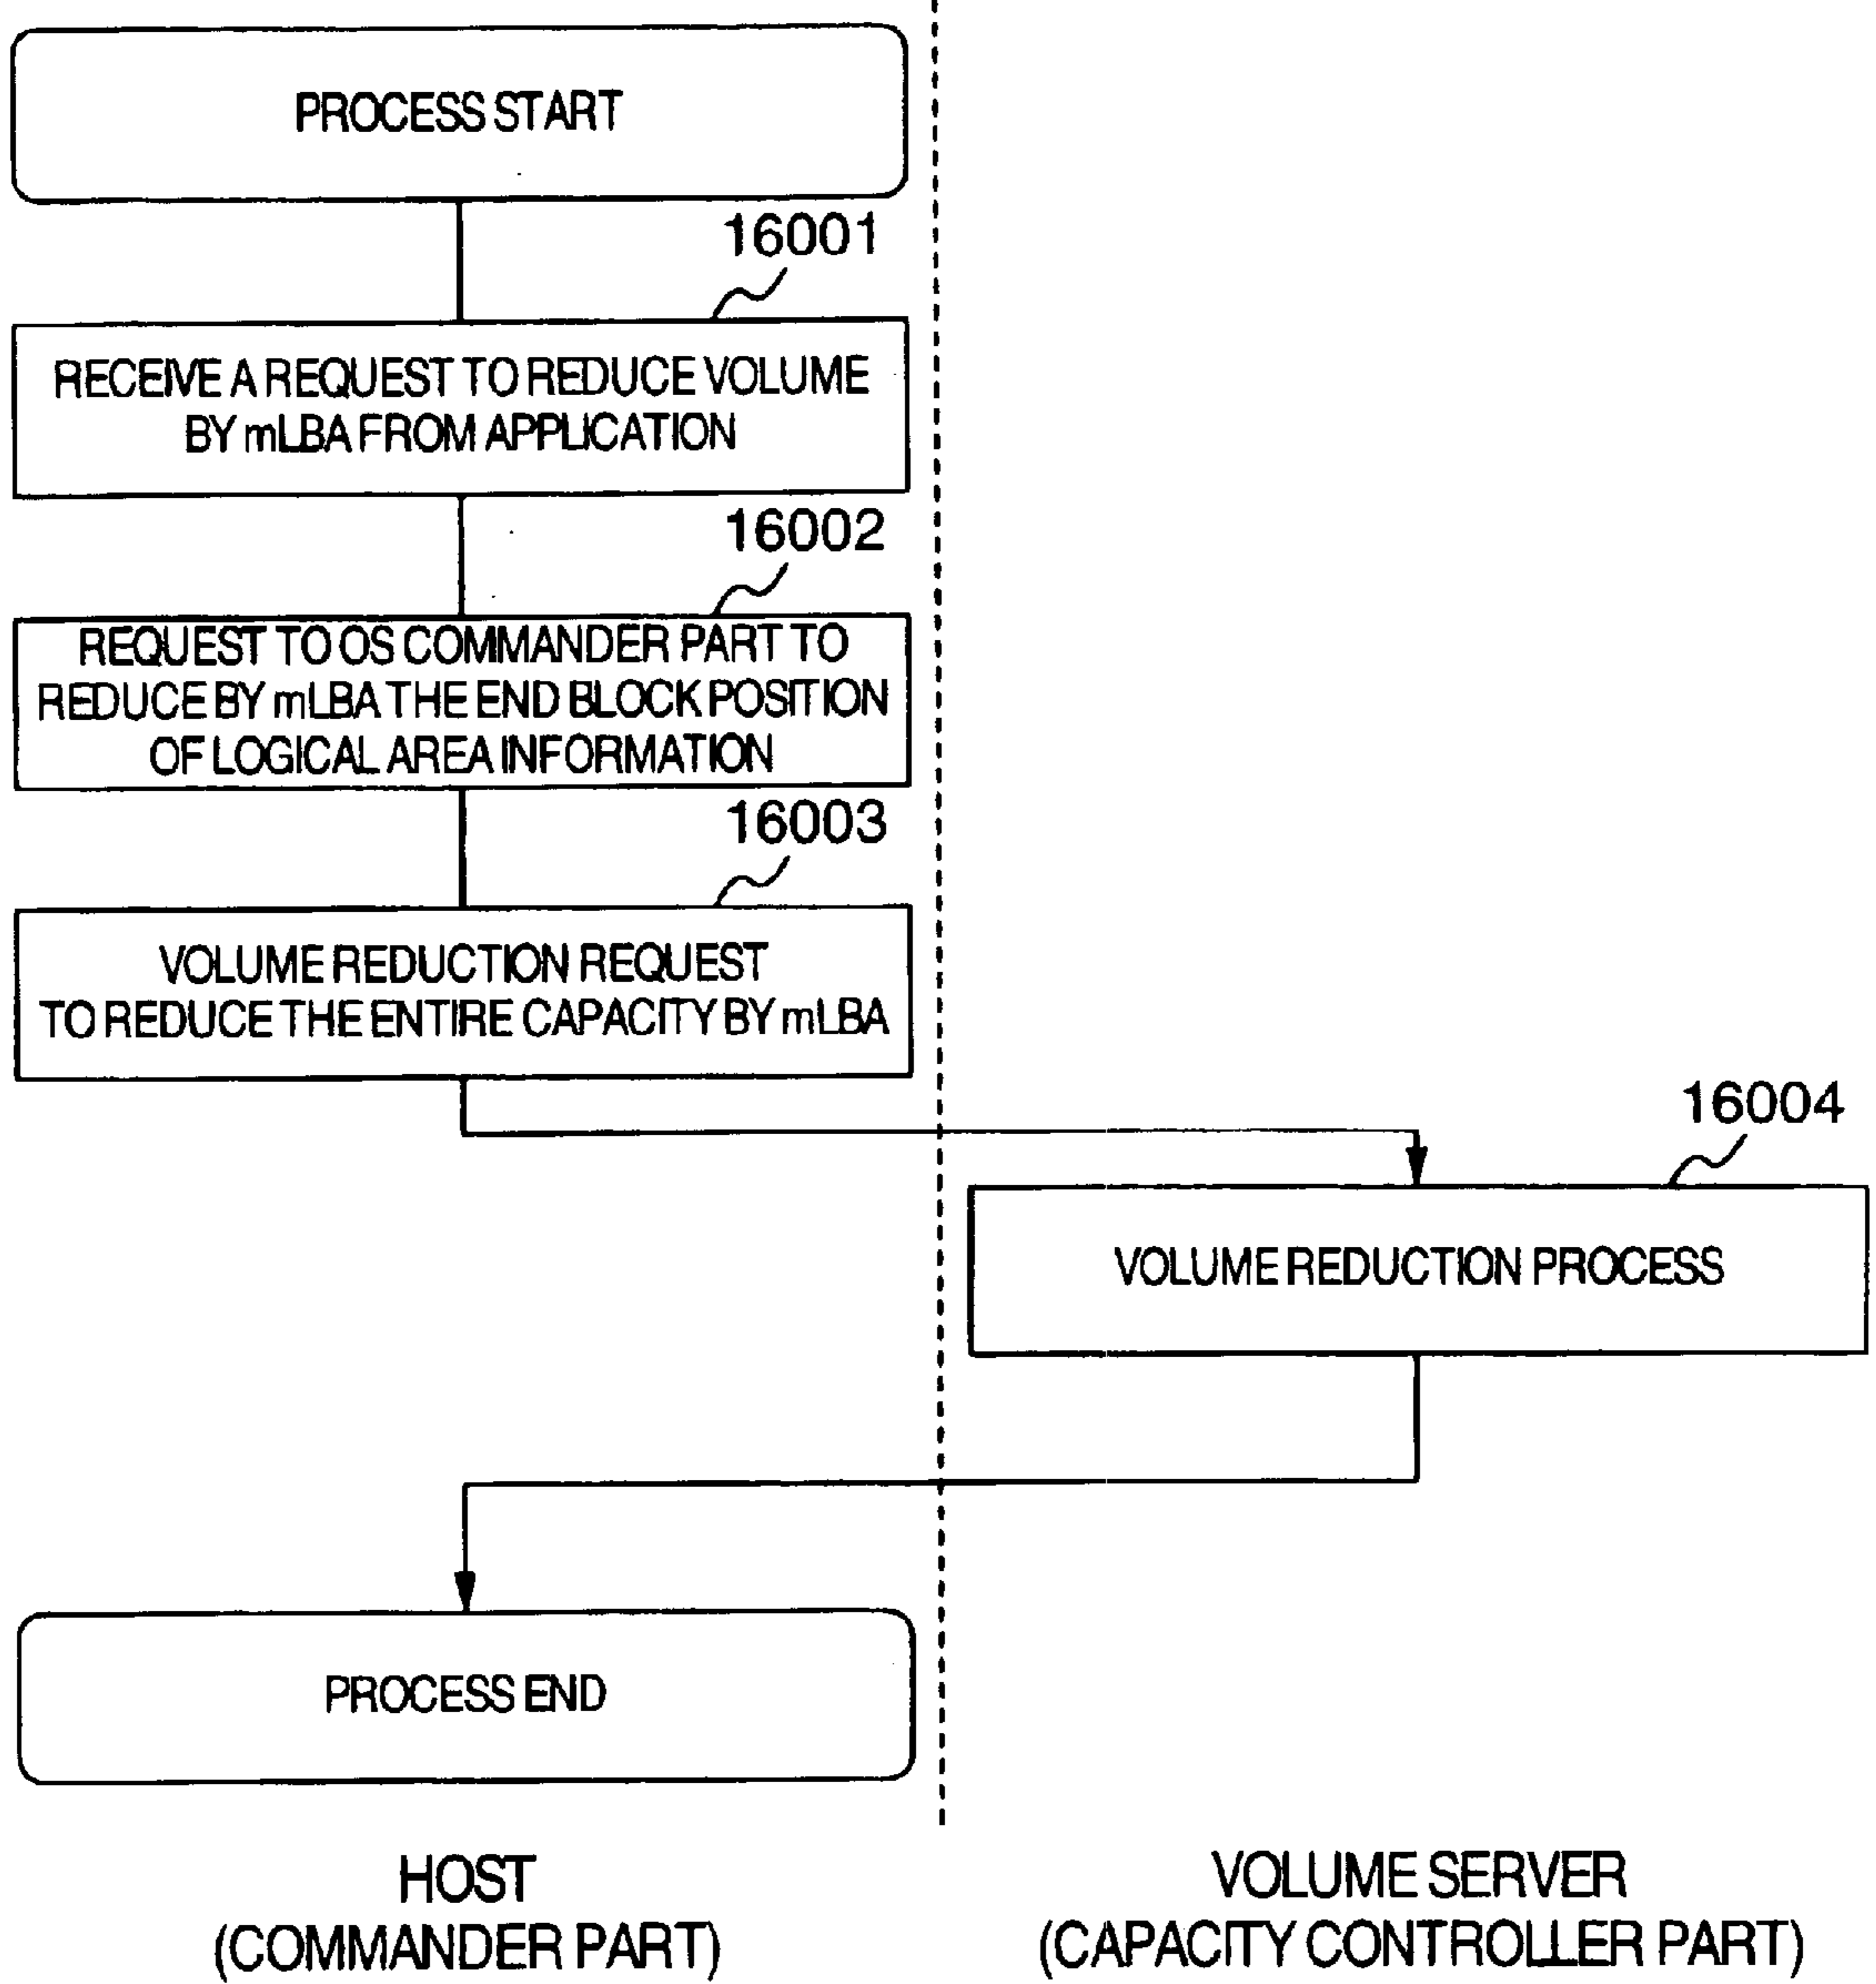 PROCESS START
16001
RECEIVE A REQUEST TO REDUCE VOLUME
BY mLBA FROM APPLICATION
16002
REQUEST TO OS COMMANDER PART TO
REDUCE BY mLBA THE END BLOCK POSITION
OF LOGICAL AREA INFORMATION
16003
VOLUME REDUCTION REQUEST
TO REDUCE THE ENTIRE CAPACITY BY mLBA
16004
VOLUME REDUCTION PROCESS
PROCESS END
HOST
(COMMANDER PART)
VOLUME SERVER
(CAPACITY CONTROLLER PART)